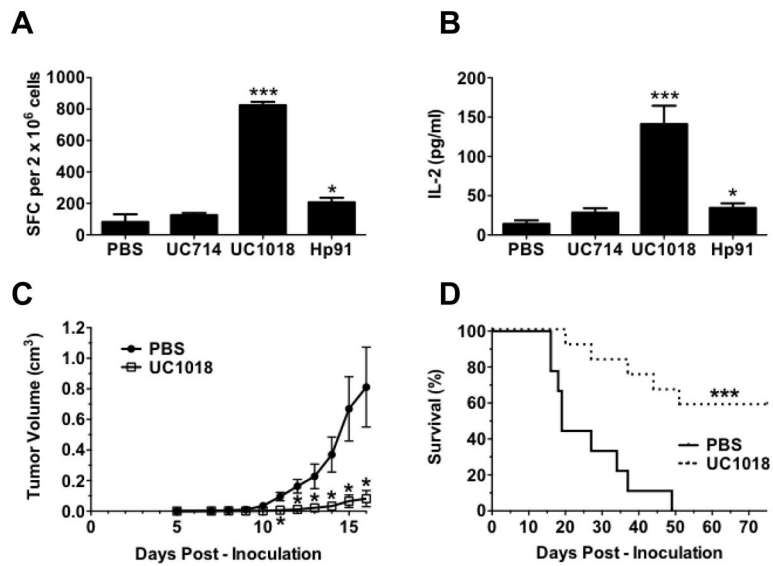 A
B
1000
800
600
400
200
0
SFC per 2 x 10⁶ cells
***
*
PBS
UC714
UC1018
Hp91
200
150
100
50
0
IL-2 (pg/ml)
***
*
PBS
UC714
UC1018
Hp91
C
D
1.2
1.0
0.8
0.6
0.4
0.2
0.0
Tumor Volume (cm³)
PBS
UC1018
* * * * * *
0
5
10
15
Days Post - Inoculation
100
80
60
40
20
0
Survival (%)
***
PBS
UC1018
0
10
20
30
40
50
60
70
Days Post - Inoculation